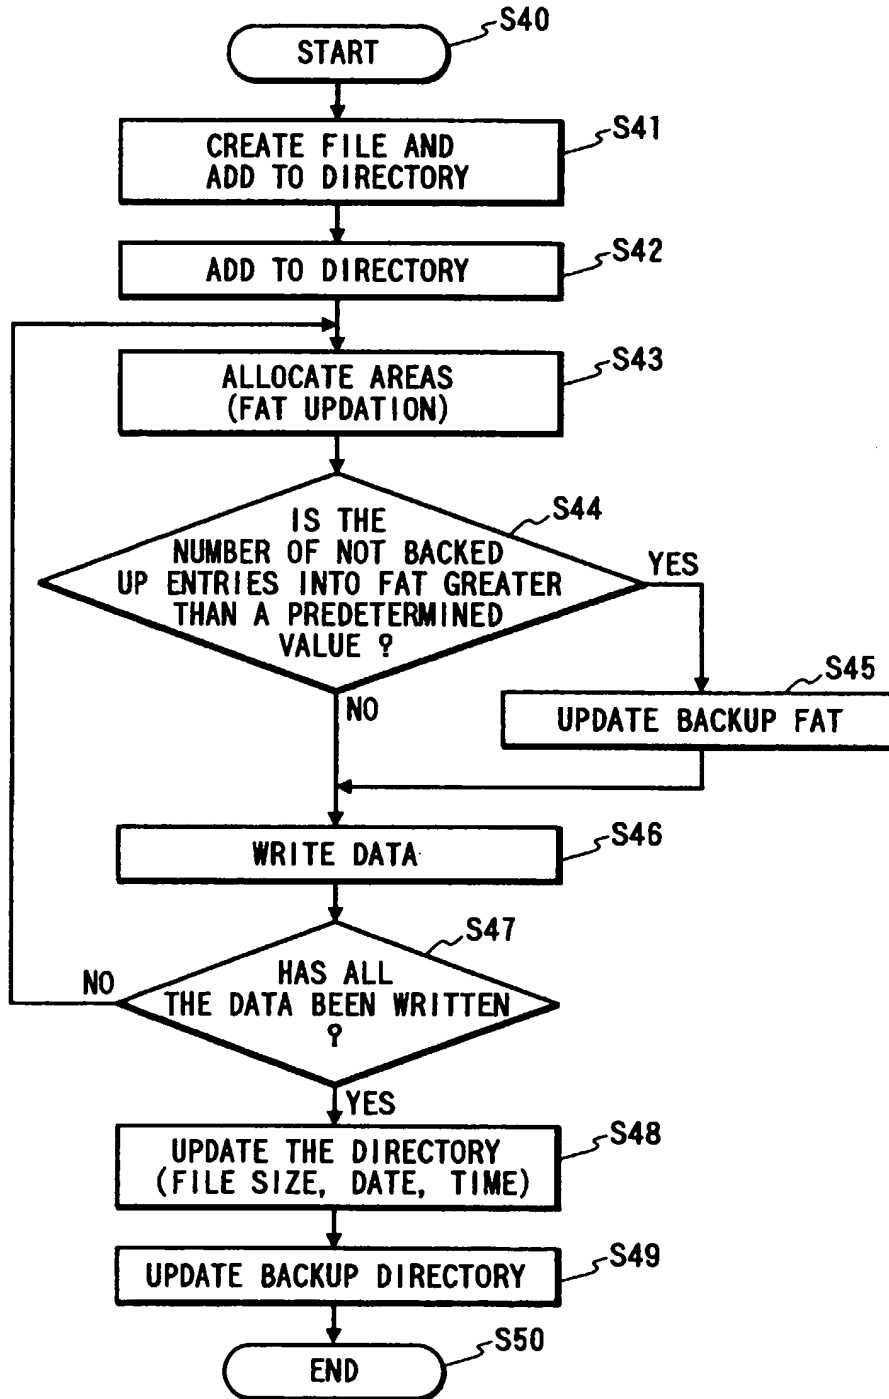 START
S40
CREATE FILE AND
ADD TO DIRECTORY
S41
ADD TO DIRECTORY
S42
ALLOCATE AREAS
(FAT UPDATION)
S43
IS THE
NUMBER OF NOT BACKED
UP ENTRIES INTO FAT GREATER
THAN A PREDETERMINED
VALUE ?
S44
YES
NO
UPDATE BACKUP FAT
S45
WRITE DATA
S46
HAS ALL
THE DATA BEEN WRITTEN
?
S47
NO
YES
UPDATE THE DIRECTORY
(FILE SIZE, DATE, TIME)
S48
UPDATE BACKUP DIRECTORY
S49
END
S50